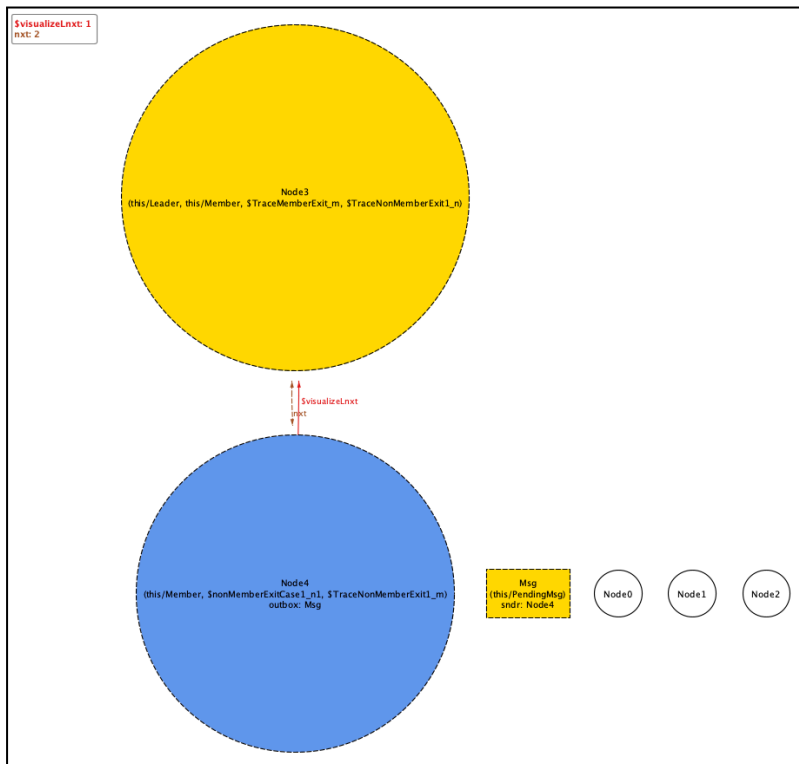 $visualizeLnxt: 1
nxt: 2
Node3
(this/Leader, this/Member, $TraceMemberExit_m, $TraceNonMemberExit1_n)
$visualizeLnxt
nxt
Node4
(this/Member, $nonMemberExitCase1_n1, $TraceNonMemberExit1_m)
outbox: Msg
Msg
(this/PendingMsg)
sndr: Node4
Node0
Node1
Node2